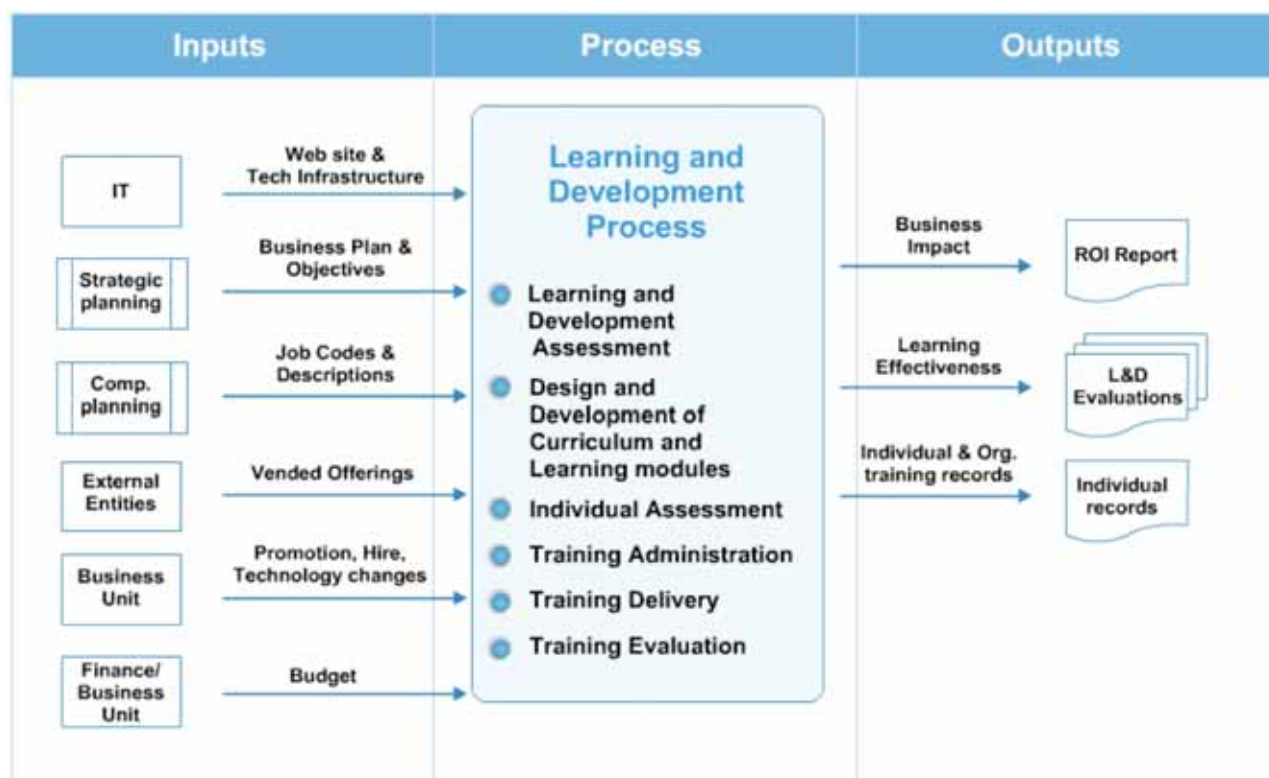 Inputs
Process
Outputs
IT
Web site &
Tech Infrastructure
Strategic
planning
Business Plan &
Objectives
Comp.
planning
Job Codes &
Descriptions
External
Entities
Vended Offerings
Business
Unit
Promotion, Hire,
Technology changes
Finance/
Business
Unit
Budget
Learning and
Development
Process
Learning and
Development
Assessment
Design and
Development of
Curriculum and
Learning modules
Individual Assessment
Training Administration
Training Delivery
Training Evaluation
Business
Impact
ROI Report
Learning
Effectiveness
L&D
Evaluations
Individual & Org.
training records
Individual
records